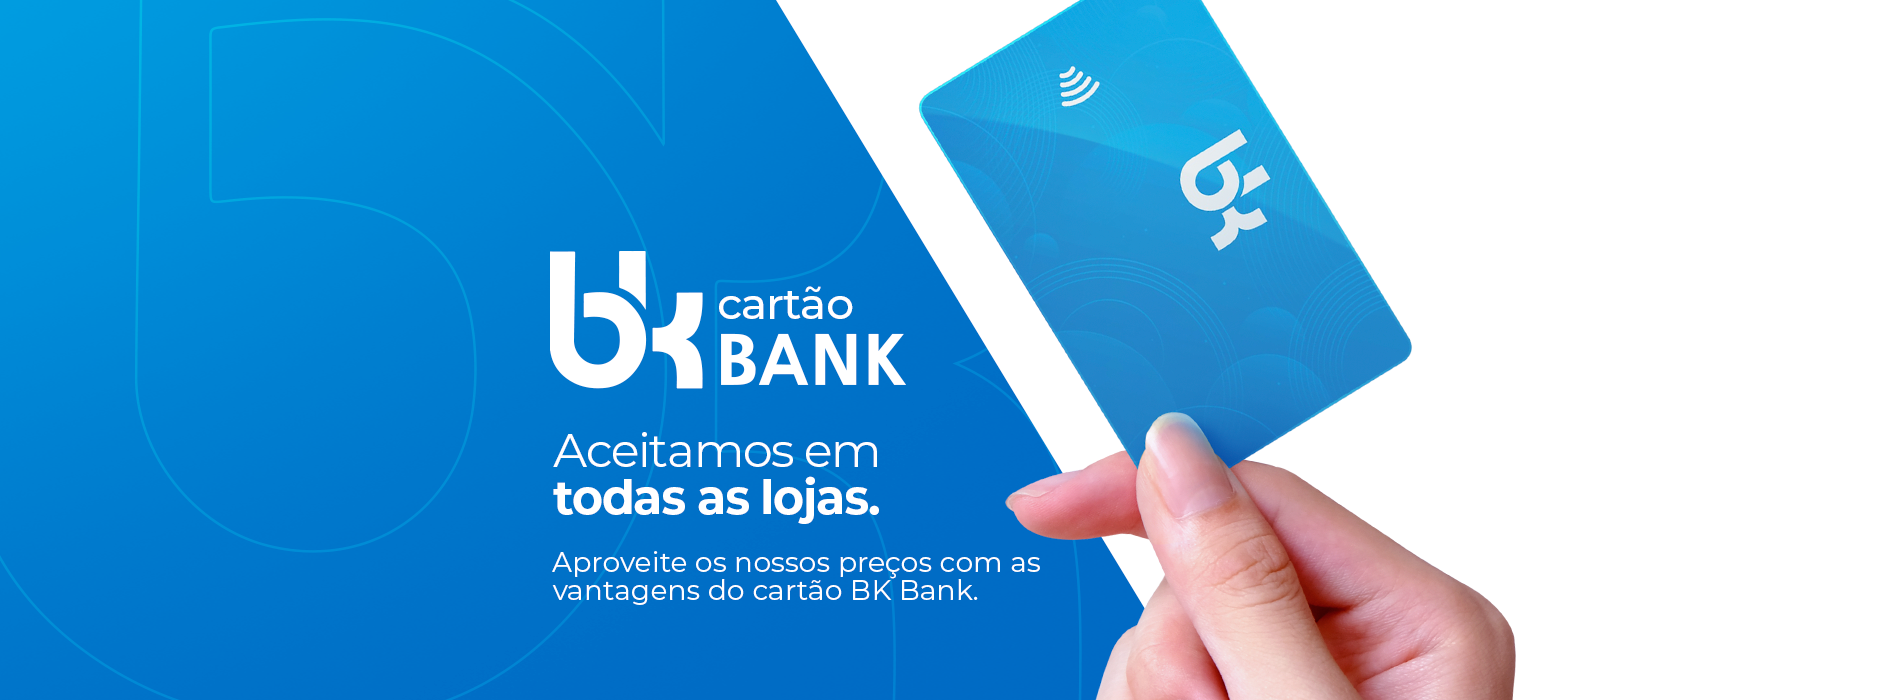 bk cartão
BANK
Aceitamos em
todas as lojas.
Aproveite os nossos preços com as
vantagens do cartão BK Bank.
bk